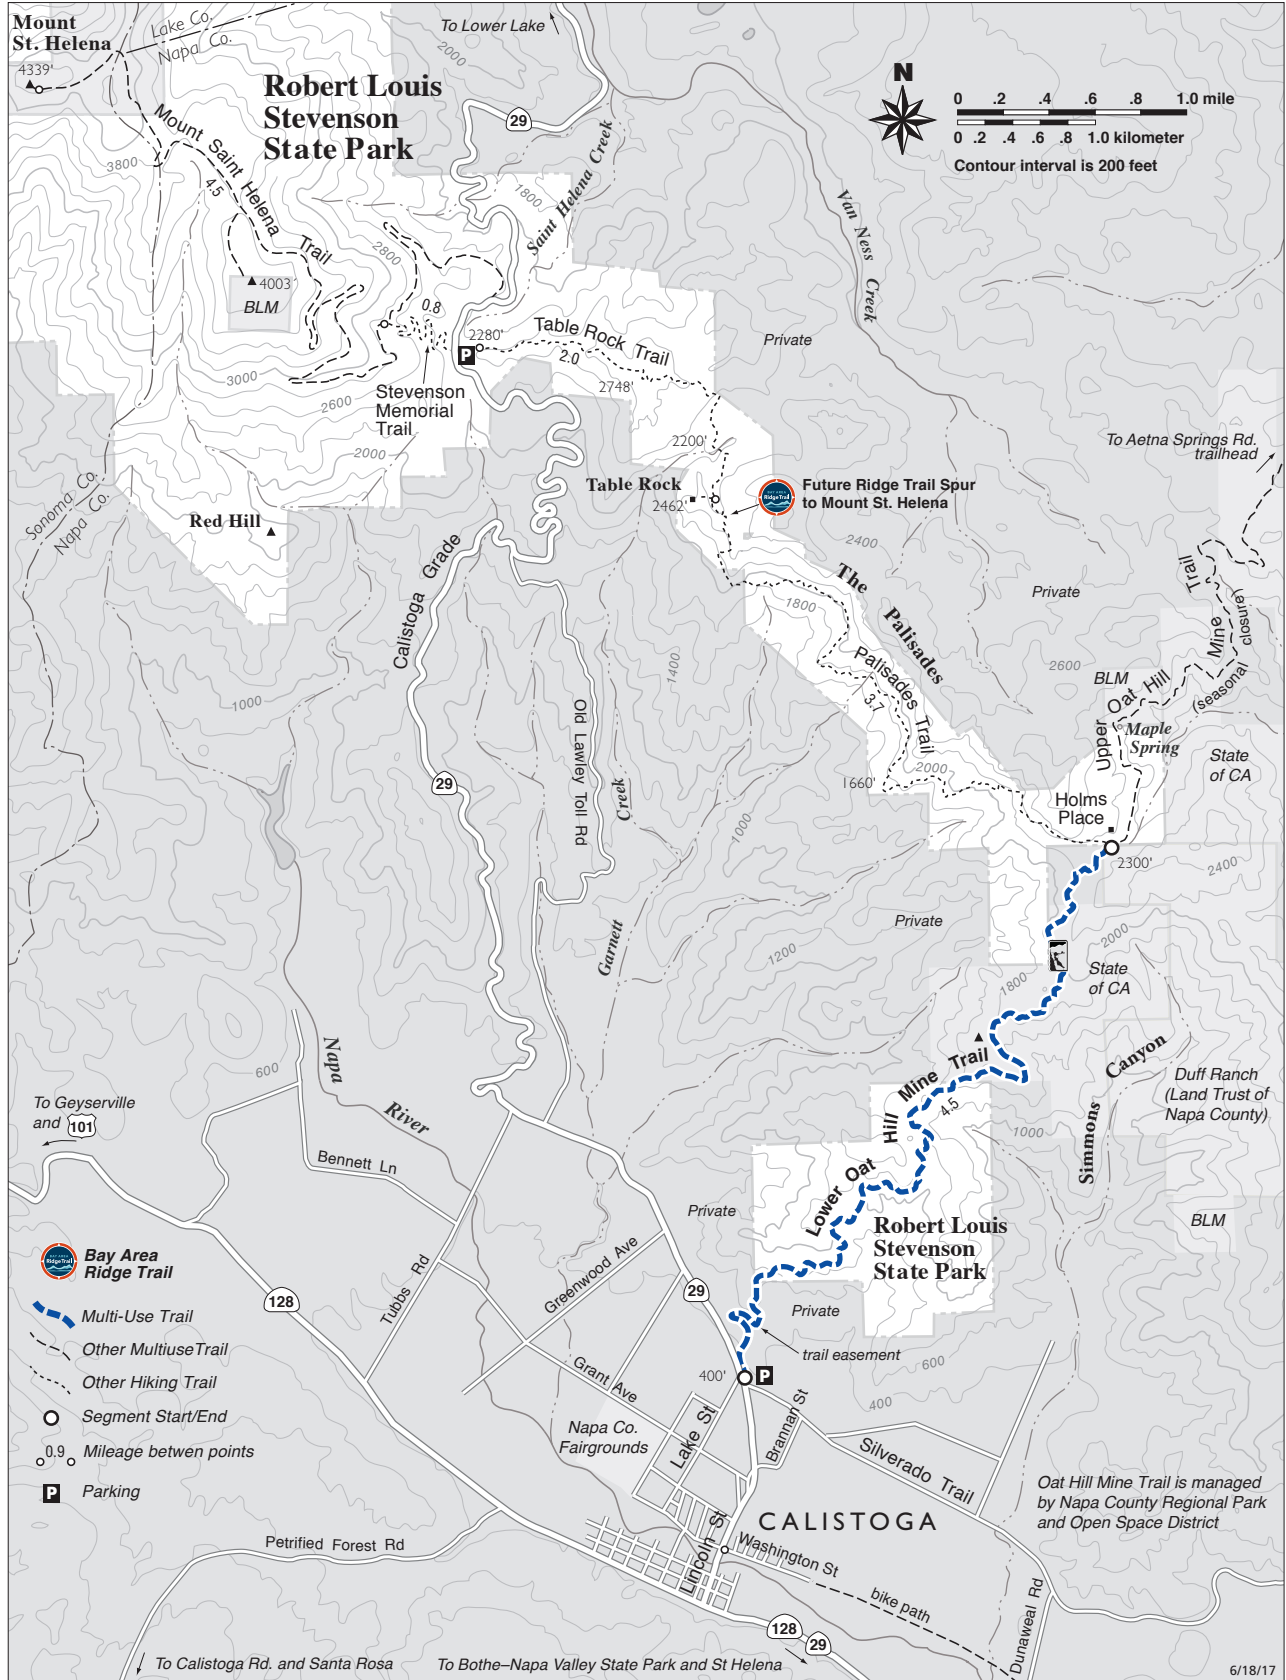 Mount
St. Helena
4339'
Lake Co.
Napa Co.
To Lower Lake
2000
Robert Louis
Stevenson
State Park
29
N
0 .2 .4 .6 .8 1.0 mile
0 .2 .4 .6 .8 1.0 kilometer
Contour interval is 200 feet
Mount Saint Helena Trail
4.5
3800
1800
Saint Helena Creek
Van Ness Creek
2800
4003'
BLM
0.8
2280'
P
Table Rock Trail
2.0
Private
2748'
3000
2600
Stevenson
Memorial
Trail
2000
2200'
To Aetna Springs Rd.
trailhead
Sonoma Co.
Napa Co.
Table Rock
2462'
BAY AREA
Ridge Trail
Future Ridge Trail Spur
to Mount St. Helena
Red Hill
2400
Calistoga Grade
The Palisades
Private
1800
1400
Palisades Trail
3.7
2600
BLM
Upper Oat Hill Mine Trail
(seasonal closure)
1000
Old Lawley Toll Rd
Maple
Spring
State
of CA
29
2000
1660'
Holms
Place
1000
Garnett Creek
2300'
2400
Private
1200
2000
1800
State
of CA
Napa River
600
Lower Oat Hill Mine Trail
4.5
Simmons Canyon
Duff Ranch
(Land Trust of
Napa County)
To Geyserville
and 101
1000
Bennett Ln
Private
BLM
Robert Louis
Stevenson
State Park
BAY AREA
Ridge Trail
Bay Area
Ridge Trail
Greenwood Ave
Tubbs Rd
128
29
Multi-Use Trail
Private
Other MultiuseTrail
trail easement
600
Other Hiking Trail
Grant Ave
400'
P
400
Segment Start/End
Napa Co.
Fairgrounds
Lake St
Brannan St
0.9 Mileage betwen points
Silverado Trail
P Parking
Oat Hill Mine Trail is managed
by Napa County Regional Park
and Open Space District
CALISTOGA
Petrified Forest Rd
Lincoln St
Washington St
bike path
Dunaweal Rd
128
29
To Calistoga Rd. and Santa Rosa
To Bothe–Napa Valley State Park and St Helena
6/18/17